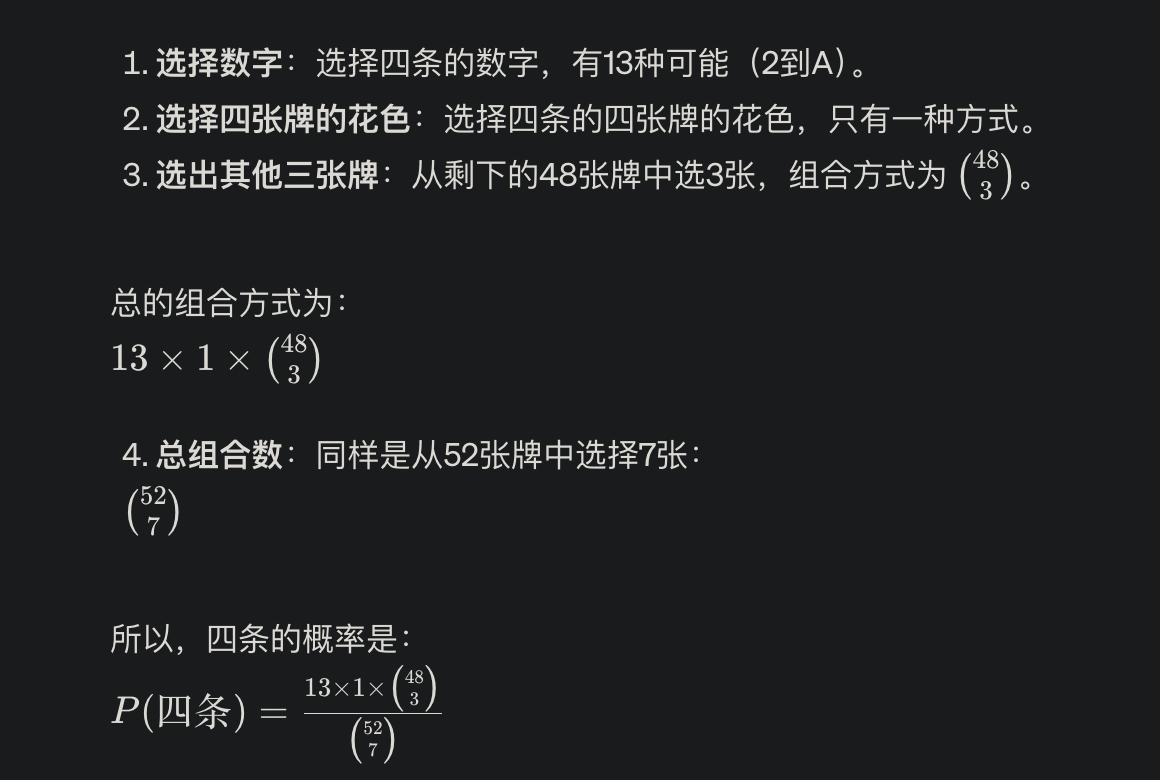 1. 选择数字：选择四条的数字，有13种可能（2到A）。
2. 选择四张牌的花色：选择四条的四张牌的花色，只有一种方式。
3. 选出其他三张牌：从剩下的48张牌中选3张，组合方式为 $\binom{48}{3}$。
总的组合方式为：
$13 \times 1 \times \binom{48}{3}$
4. 总组合数：同样是从52张牌中选择7张：
$\binom{52}{7}$
所以，四条的概率是：
$P(四条) = \frac{13 \times 1 \times \binom{48}{3}}{\binom{52}{7}}$